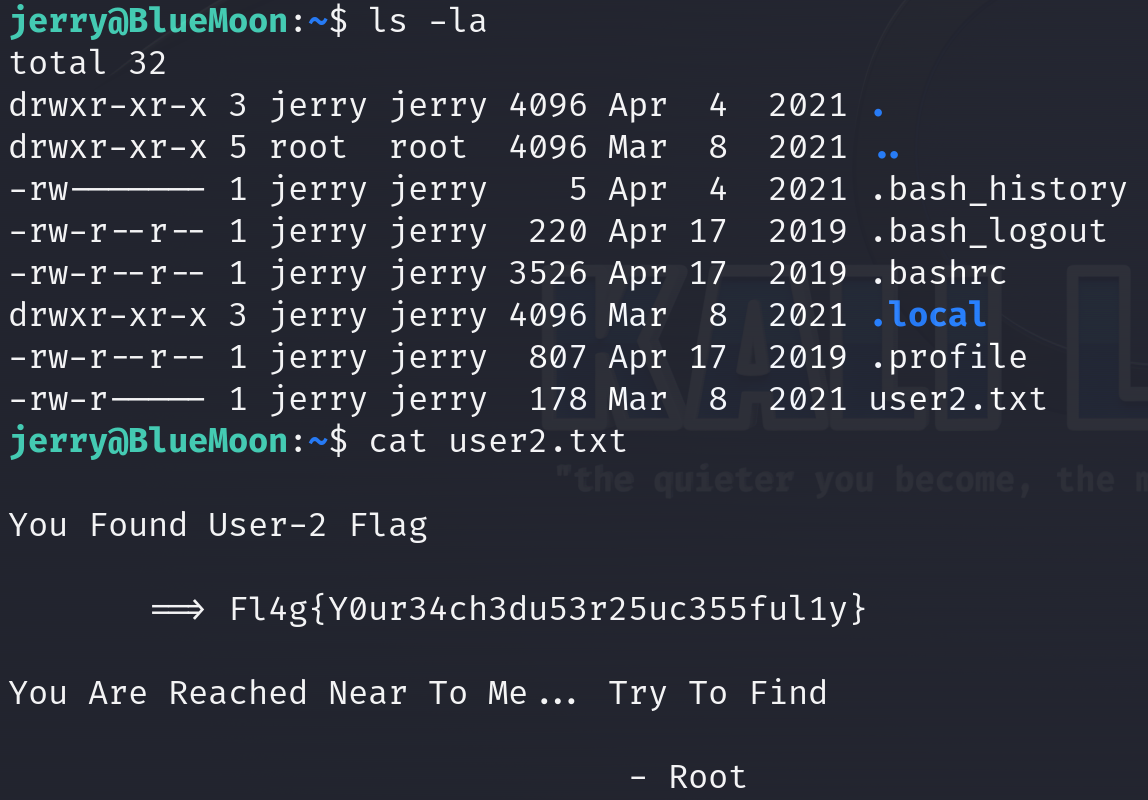 jerry@BlueMoon:~$ ls -la
total 32
drwxr-xr-x 3 jerry jerry 4096 Apr  4  2021 .
drwxr-xr-x 5 root  root  4096 Mar  8  2021 ..
-rw------- 1 jerry jerry    5 Apr  4  2021 .bash_history
-rw-r--r-- 1 jerry jerry  220 Apr 17  2019 .bash_logout
-rw-r--r-- 1 jerry jerry 3526 Apr 17  2019 .bashrc
drwxr-xr-x 3 jerry jerry 4096 Mar  8  2021 .local
-rw-r--r-- 1 jerry jerry  807 Apr 17  2019 .profile
-rw-r----- 1 jerry jerry  178 Mar  8  2021 user2.txt
jerry@BlueMoon:~$ cat user2.txt
KALI L
"the quieter you become, the m
You Found User-2 Flag
==> Fl4g{Y0ur34ch3du53r25uc355ful1y}
You Are Reached Near To Me... Try To Find
- Root